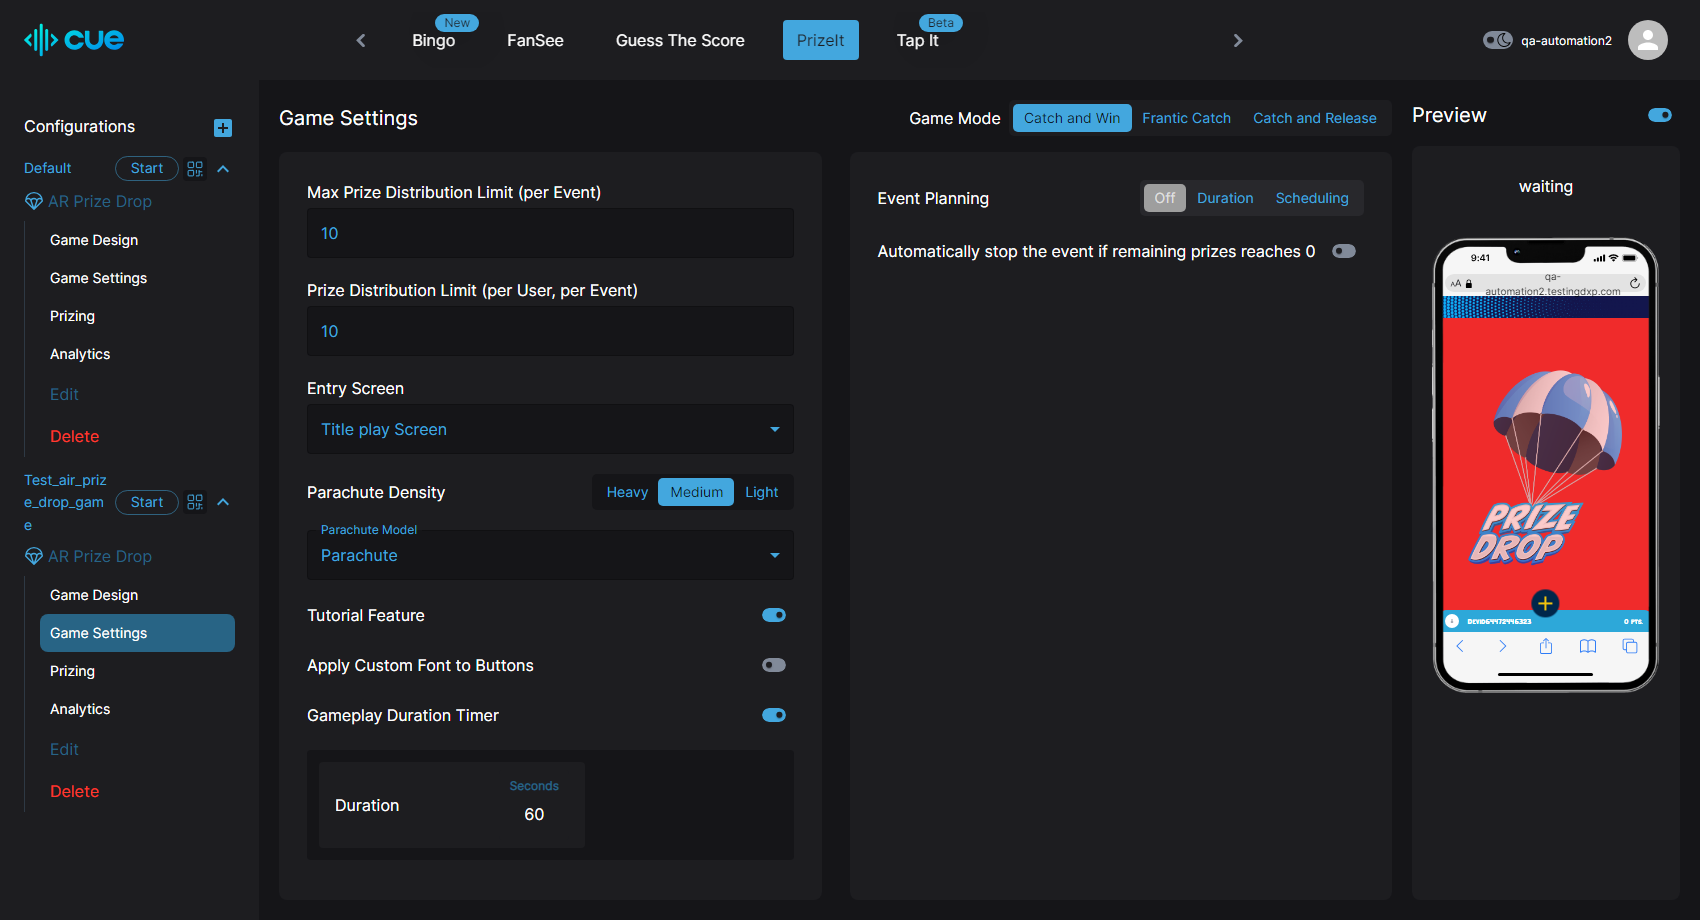 cue
New
Bingo
FanSee
Guess The Score
PrizeIt
Beta
Tap It
qa-automation2
Configurations
Default
Start
AR Prize Drop
Game Design
Game Settings
Prizing
Analytics
Edit
Delete
Test_air_priz
e_drop_gam
e
Start
AR Prize Drop
Game Design
Game Settings
Prizing
Analytics
Edit
Delete
Game Settings
Game Mode
Catch and Win
Frantic Catch
Catch and Release
Max Prize Distribution Limit (per Event)
10
Prize Distribution Limit (per User, per Event)
10
Entry Screen
Title play Screen
Parachute Density
Heavy
Medium
Light
Parachute Model
Parachute
Tutorial Feature
Apply Custom Font to Buttons
Gameplay Duration Timer
Duration
Seconds
60
Event Planning
Off
Duration
Scheduling
Automatically stop the event if remaining prizes reaches 0
Preview
waiting
9:41
AA
qa-
automation2.testingdxp.com
PRIZE
DROP
0 PTS.